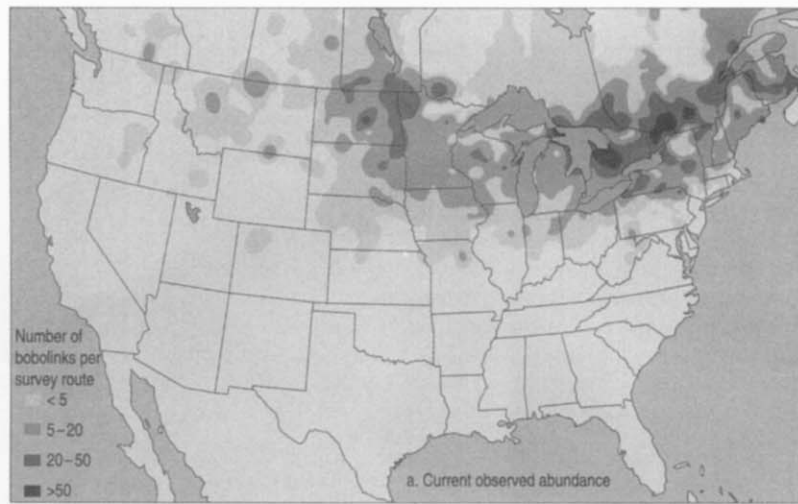 Number of
bobolinks per
survey route
< 5
5–20
20–50
>50
a. Current observed abundance